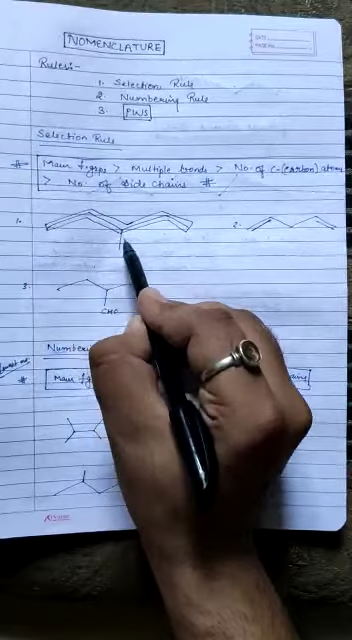 NOMENCLATURE
DATE
PAGE NO.
Rules:-
1. Selection Rule
2. Numbering Rule
3. PWS
Selection Rule
# Main f.gps > Multiple bonds > No. of C-(Carbon) atoms
> No. of Side Chains #
1. 2.
3.
CHO
Numberi
# Main